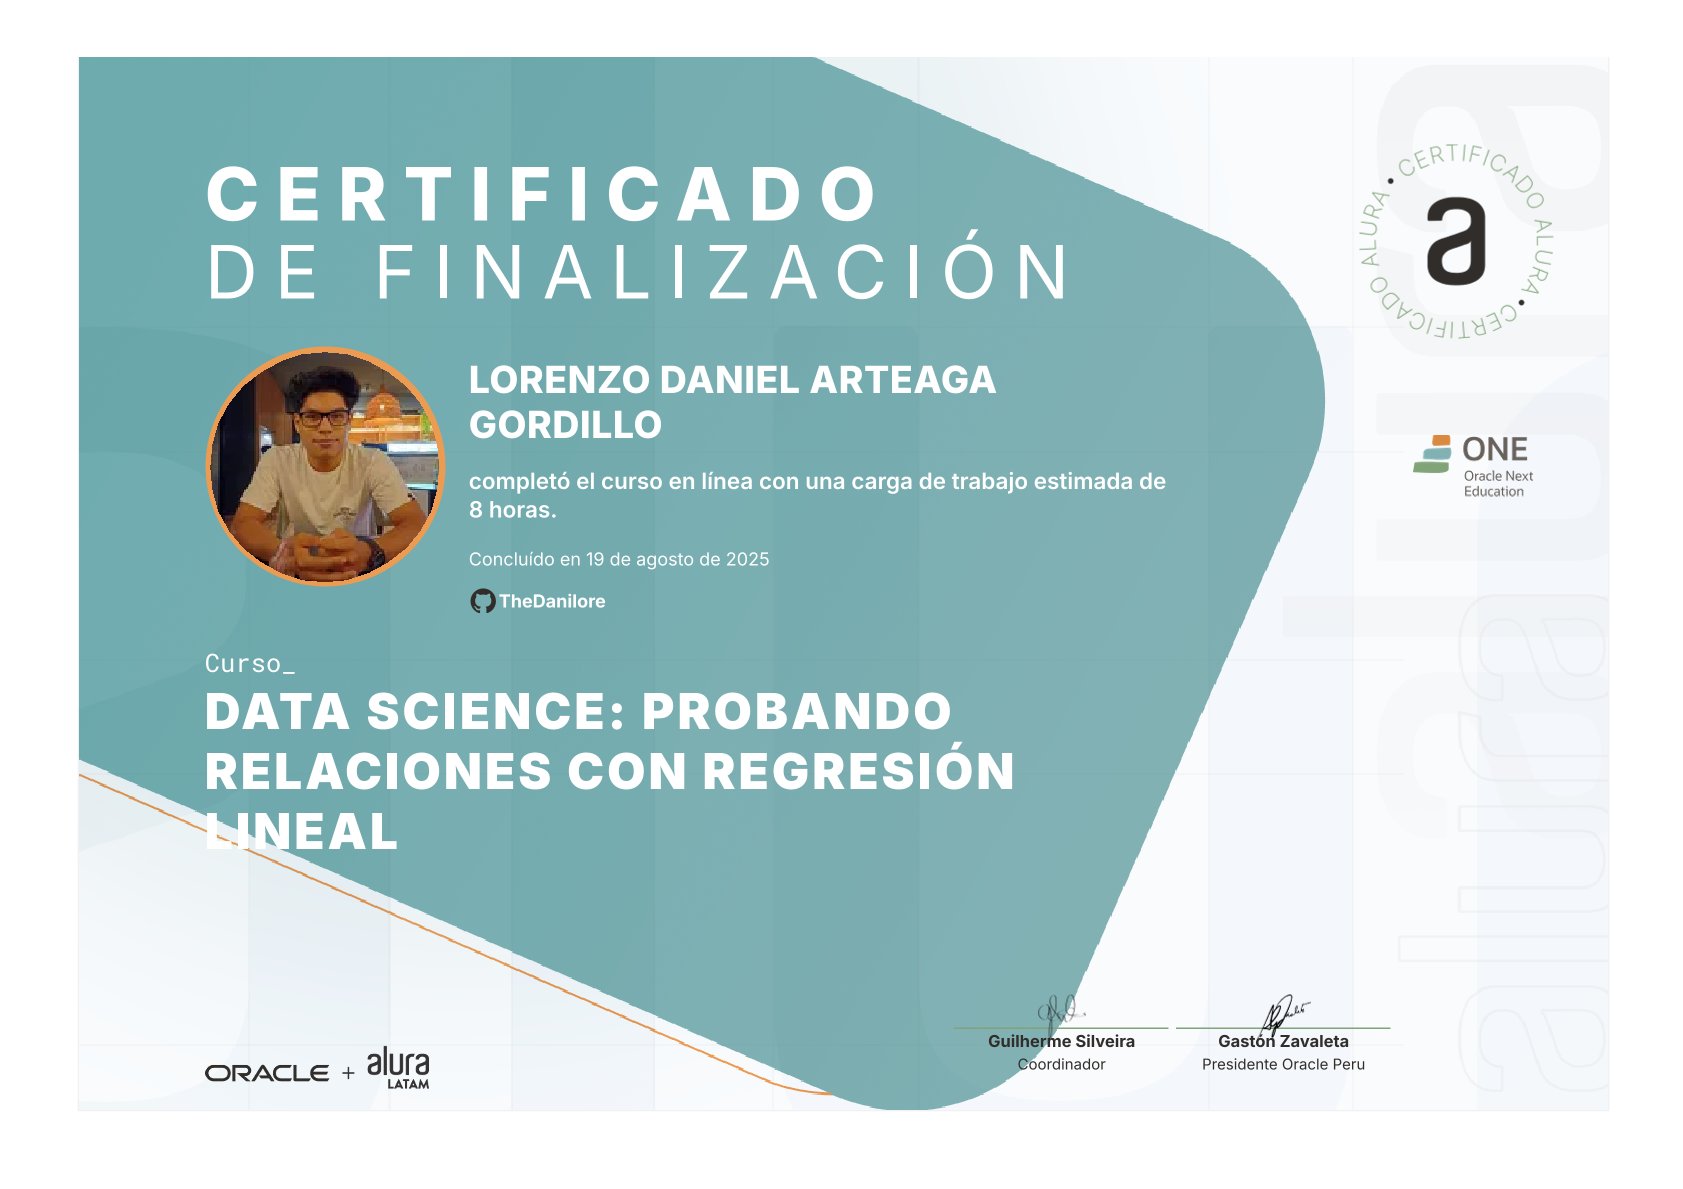 CERTIFICADO
DE FINALIZACIÓN
CERTIFICADO ALURA • CERTIFICADO ALURA •
a
LORENZO DANIEL ARTEAGA
GORDILLO
completó el curso en línea con una carga de trabajo estimada de
8 horas.
Concluído en 19 de agosto de 2025
TheDanilore
ONE
Oracle Next
Education
Curso_
DATA SCIENCE: PROBANDO
RELACIONES CON REGRESIÓN
LINEAL
alura
Guilherme Silveira
Coordinador
Gastón Zavaleta
Presidente Oracle Peru
ORACLE + alura
LATAM